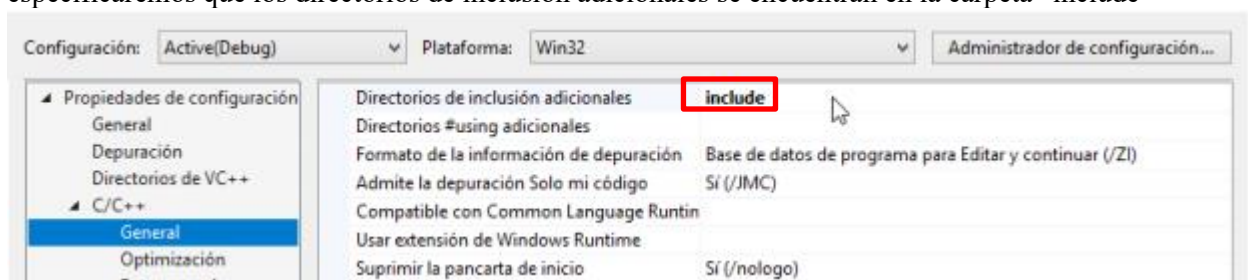 especificaremos que los directorios de inclusión adicionales se encuentran en la carpeta "include"
Configuración: Active(Debug) Plataforma: Win32 Administrador de configuración...
Propiedades de configuración
General
Depuración
Directorios de VC++
C/C++
General
Optimización
Directorios de inclusión adicionales include
Directorios #using adicionales
Formato de la información de depuración Base de datos de programa para Editar y continuar (/ZI)
Admite la depuración Solo mi código Sí (/JMC)
Compatible con Common Language Runtin
Usar extensión de Windows Runtime
Suprimir la pancarta de inicio Sí (/nologo)